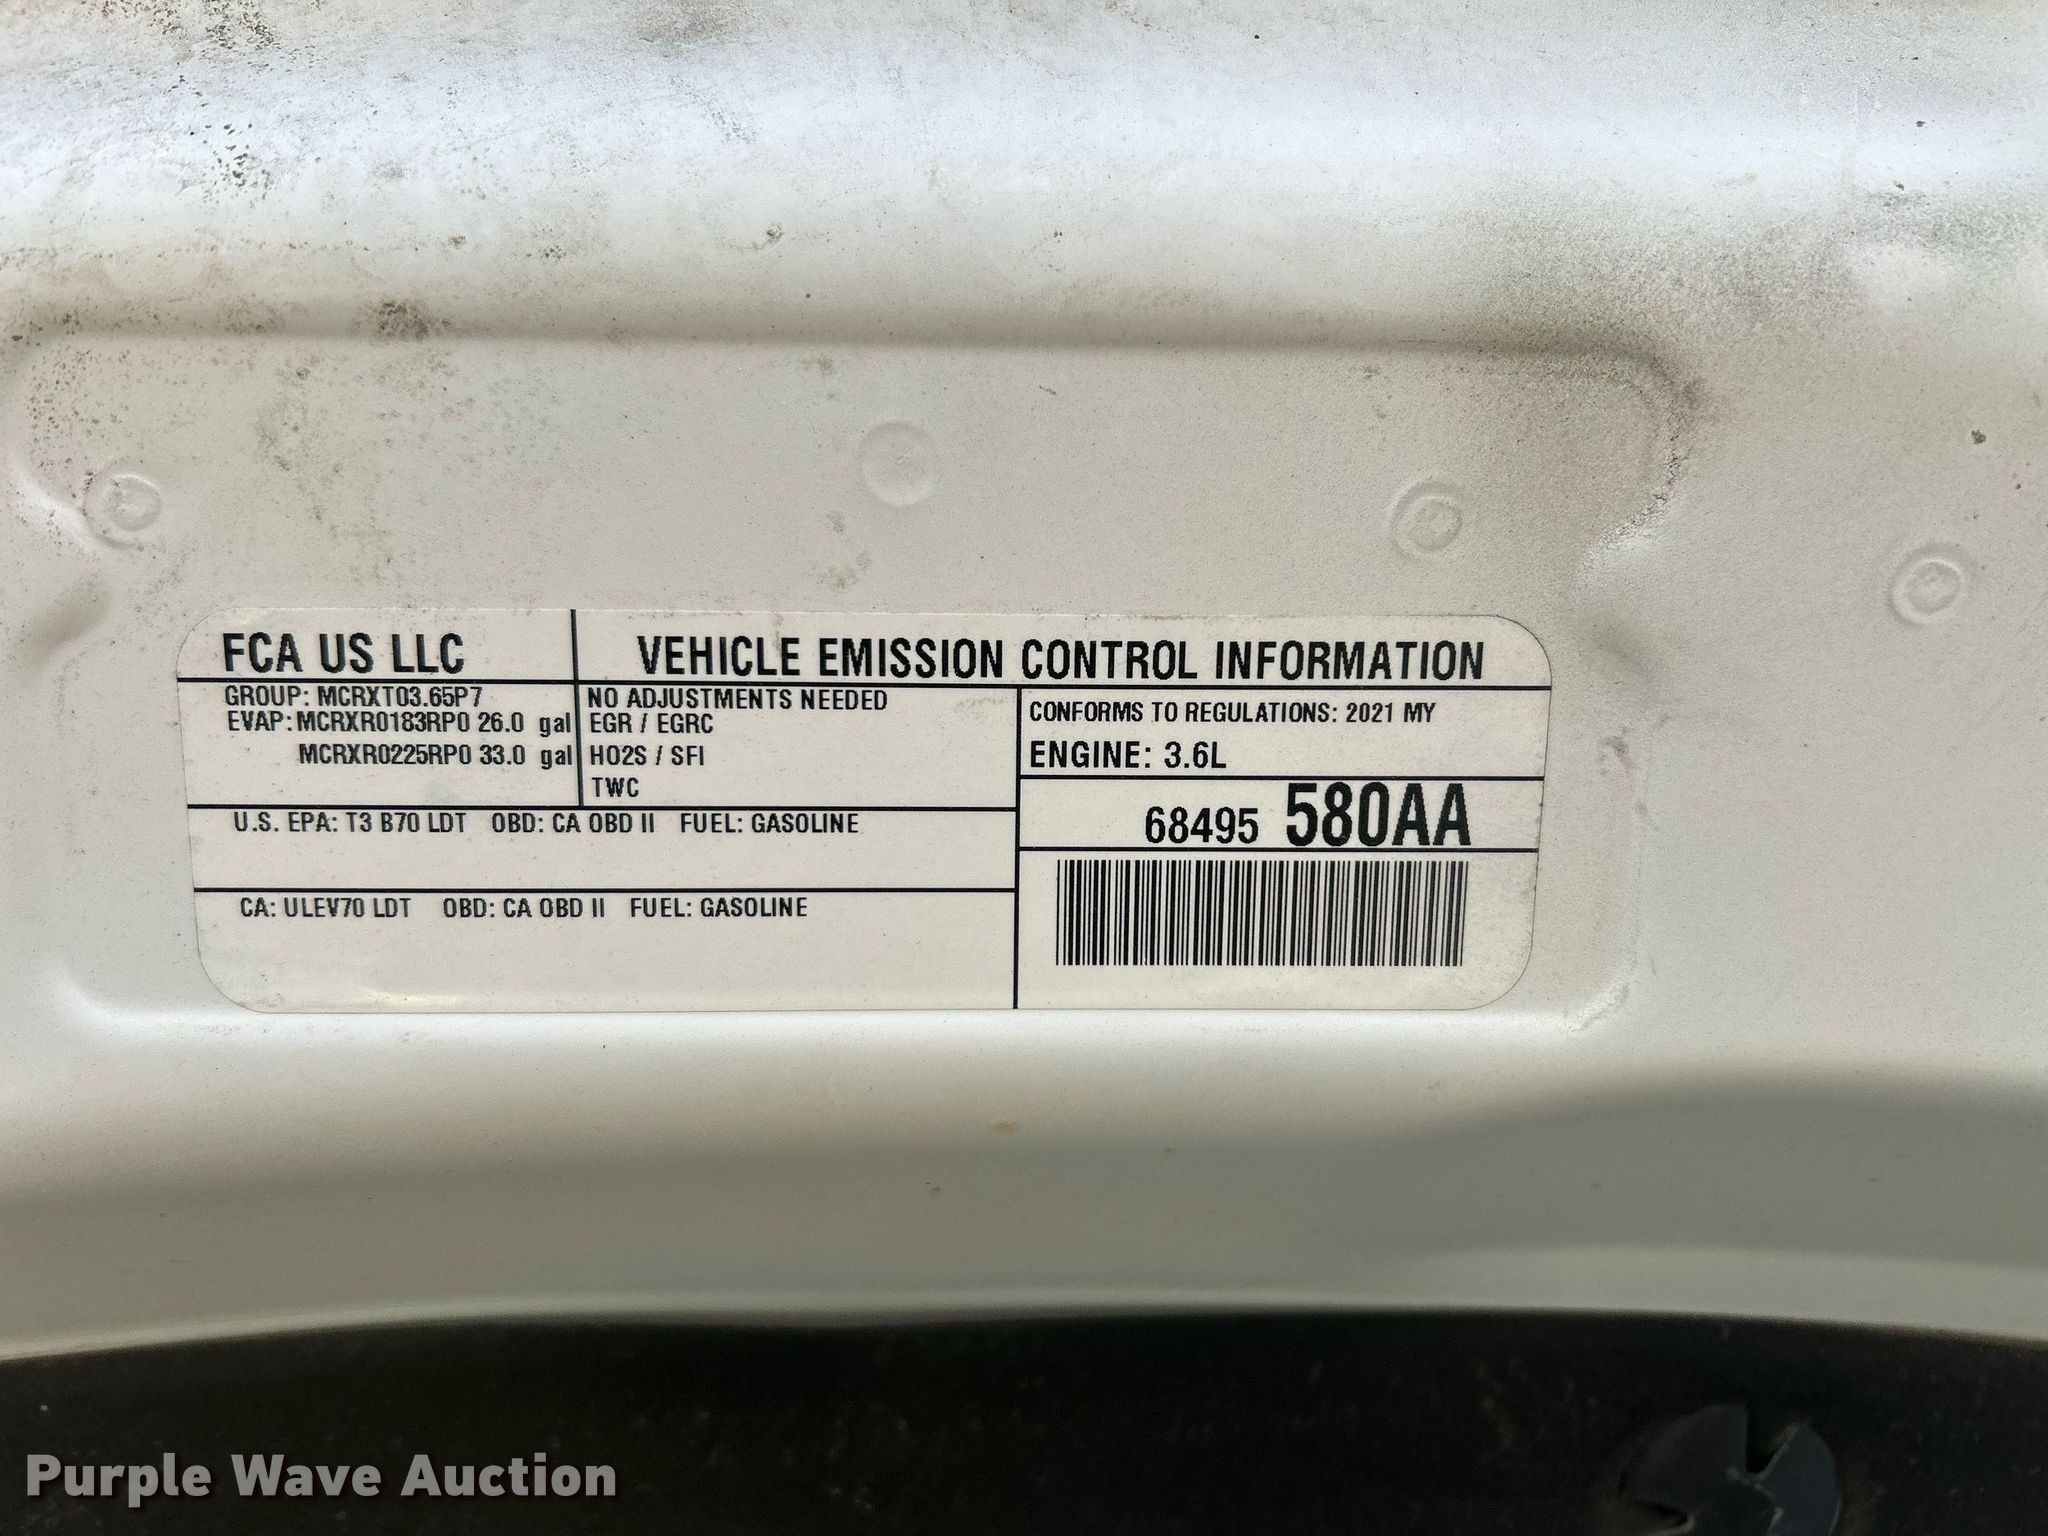 FCA US LLC
VEHICLE EMISSION CONTROL INFORMATION
GROUP: MCRXT03.65P7
EVAP: MCRXR0183RP0 26.0 gal
MCRXR0225RP0 33.0 gal
NO ADJUSTMENTS NEEDED
EGR / EGRC
HO2S / SFI
TWC
CONFORMS TO REGULATIONS: 2021 MY
ENGINE: 3.6L
68495 580AA
U.S. EPA: T3 B70 LDT OBD: CA OBD II FUEL: GASOLINE
CA: ULEV70 LDT OBD: CA OBD II FUEL: GASOLINE
Purple Wave Auction